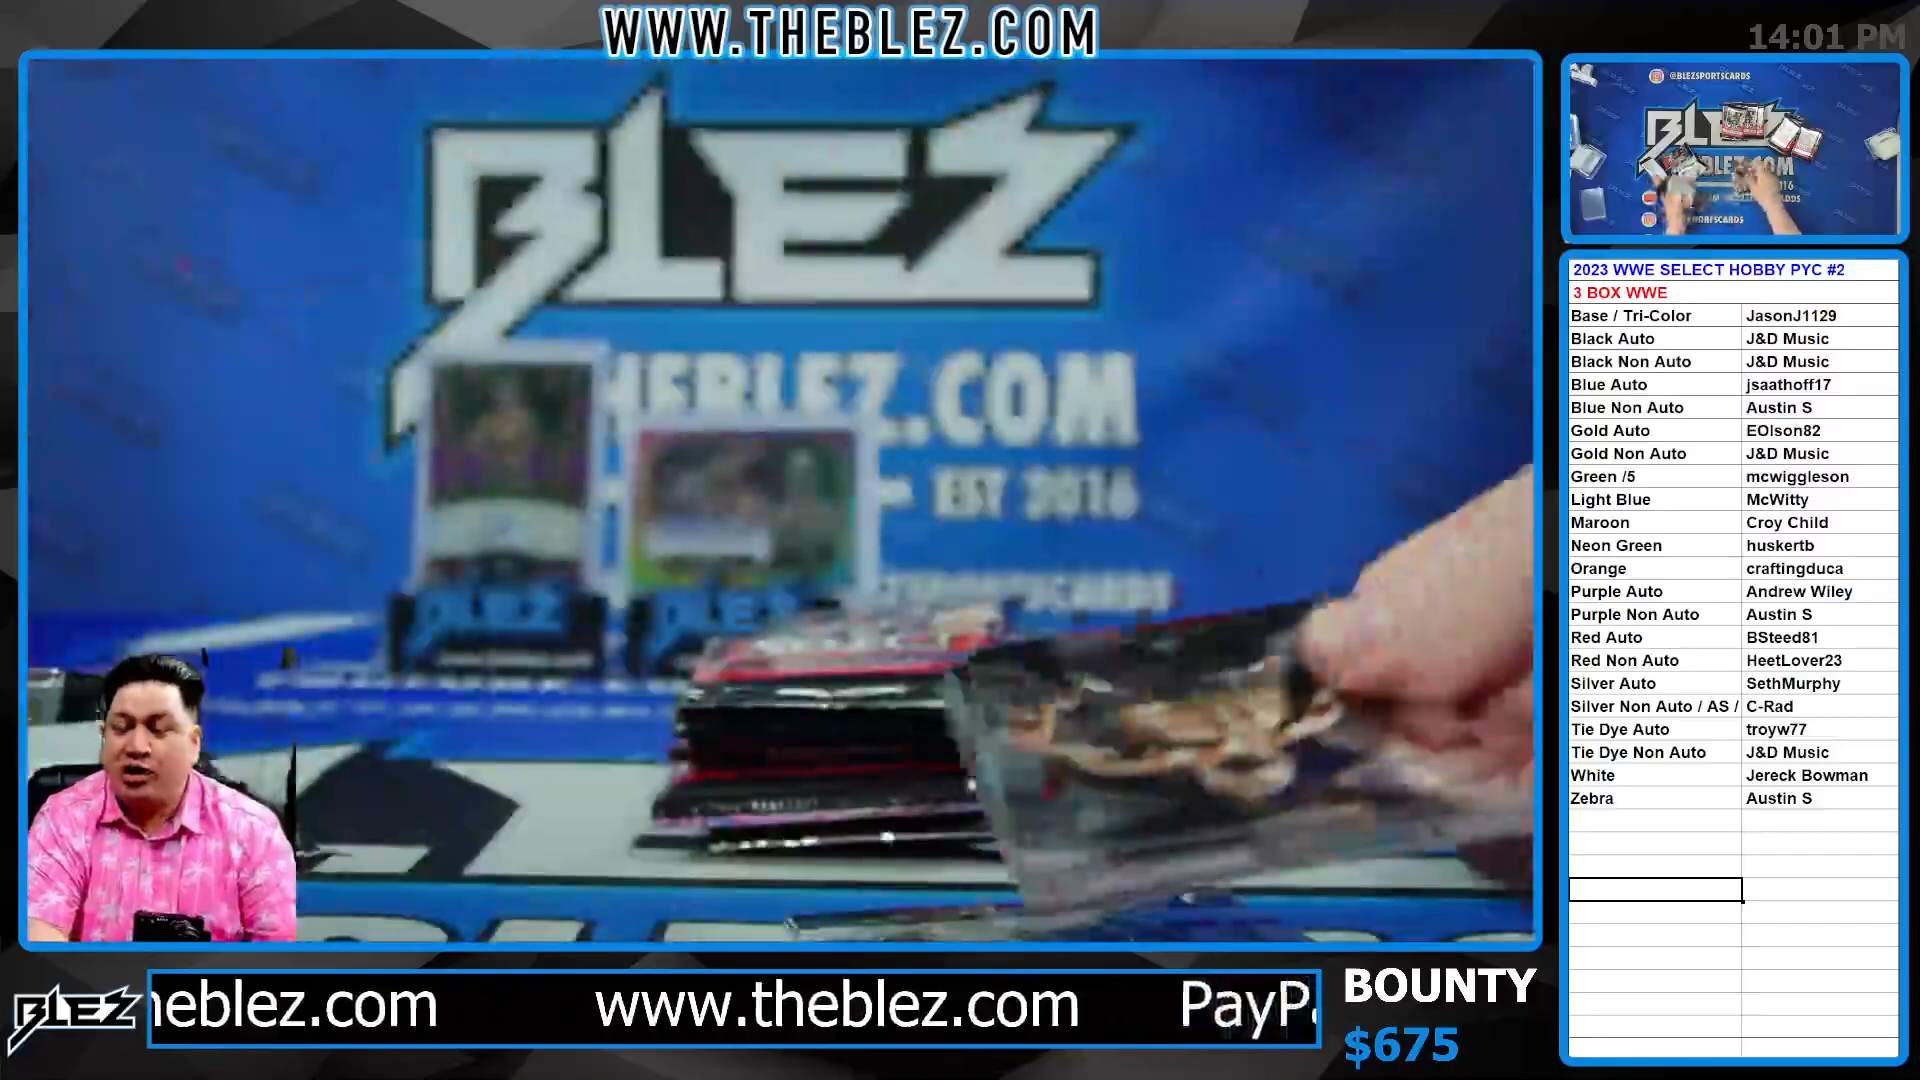 WWW.THEBLEZ.COM
14:01 PM
BLEZ
THEBLEZ.COM
EST 2016
BLEZ
BLEZ
@BLEZSPORTSCARDS
2023 WWE SELECT HOBBY PYC #2
3 BOX WWE
Base / Tri-Color JasonJ1129
Black Auto J&D Music
Black Non Auto J&D Music
Blue Auto jsaathoff17
Blue Non Auto Austin S
Gold Auto EOlson82
Gold Non Auto J&D Music
Green /5 mcwiggleson
Light Blue McWitty
Maroon Croy Child
Neon Green huskertb
Orange craftingduca
Purple Auto Andrew Wiley
Purple Non Auto Austin S
Red Auto BSteed81
Red Non Auto HeetLover23
Silver Auto SethMurphy
Silver Non Auto / AS / C-Rad
Tie Dye Auto troyw77
Tie Dye Non Auto J&D Music
White Jereck Bowman
Zebra Austin S
BLEZ
heblez.com www.theblez.com PayPa
BOUNTY
$675